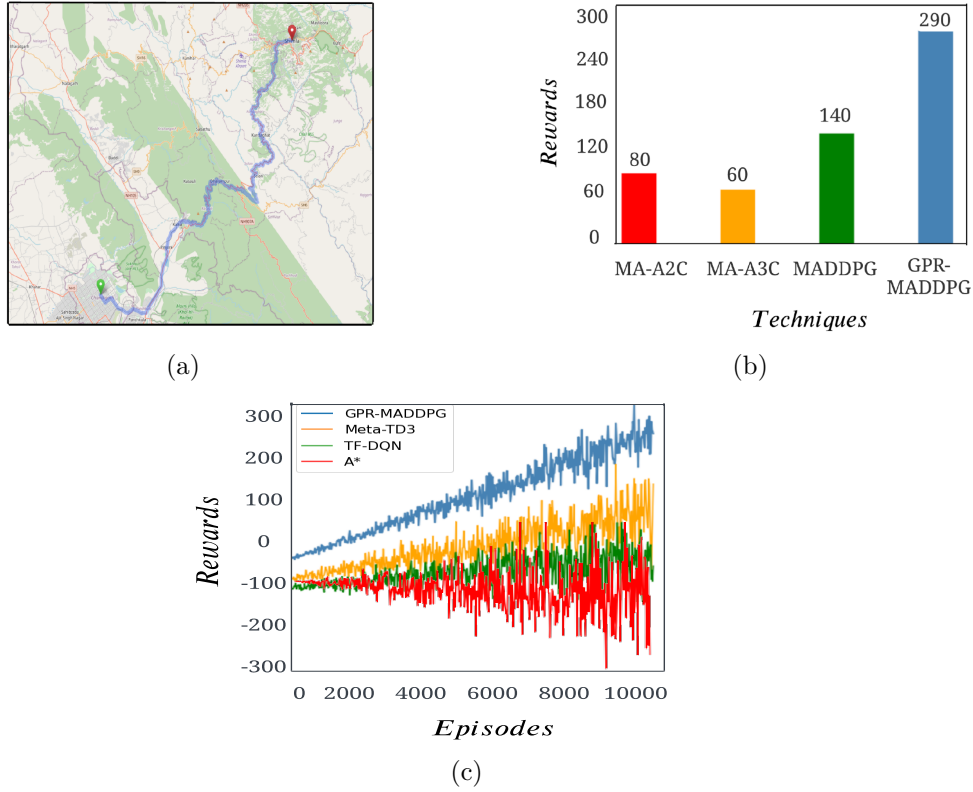 300
240
180
120
60
0
Rewards
80
60
140
290
MA-A2C
MA-A3C
MADDPG
GPR-
MADDPG
Techniques
(a)
(b)
300
200
100
0
-100
-200
-300
Rewards
GPR-MADDPG
Meta-TD3
TF-DQN
A*
0 2000 4000 6000 8000 10000
Episodes
(c)